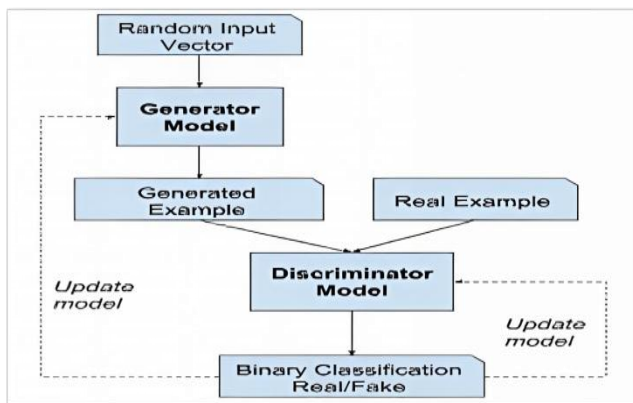 Random Input
Vector
Generator
Model
Generated
Example
Real Example
Discriminator
Model
Update
model
Update
model
Binary Classification
Real/Fake